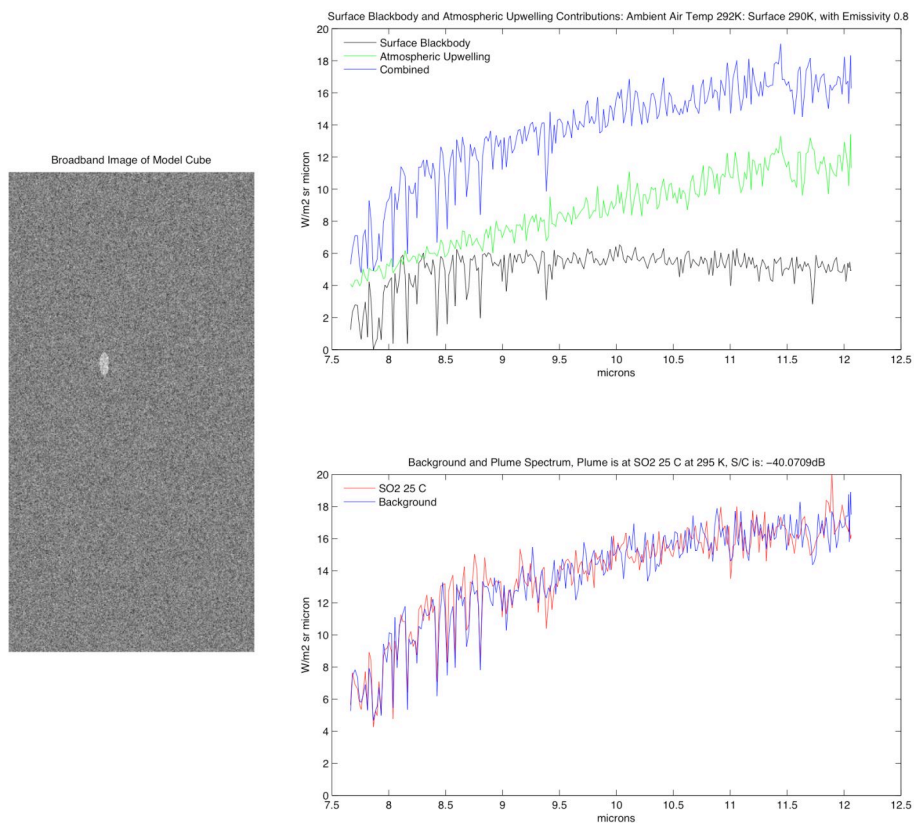 Broadband Image of Model Cube
Surface Blackbody and Atmospheric Upwelling Contributions: Ambient Air Temp 292K: Surface 290K, with Emissivity 0.8
20
18
16
14
12
10
8
6
4
2
0
W/m2 sr micron
Surface Blackbody
Atmospheric Upwelling
Combined
7.5 8 8.5 9 9.5 10 10.5 11 11.5 12 12.5
microns
Background and Plume Spectrum, Plume is at SO2 25 C at 295 K, S/C is: −40.0709dB
20
18
16
14
12
10
8
6
4
2
0
W/m2 sr micron
SO2 25 C
Background
7.5 8 8.5 9 9.5 10 10.5 11 11.5 12 12.5
microns